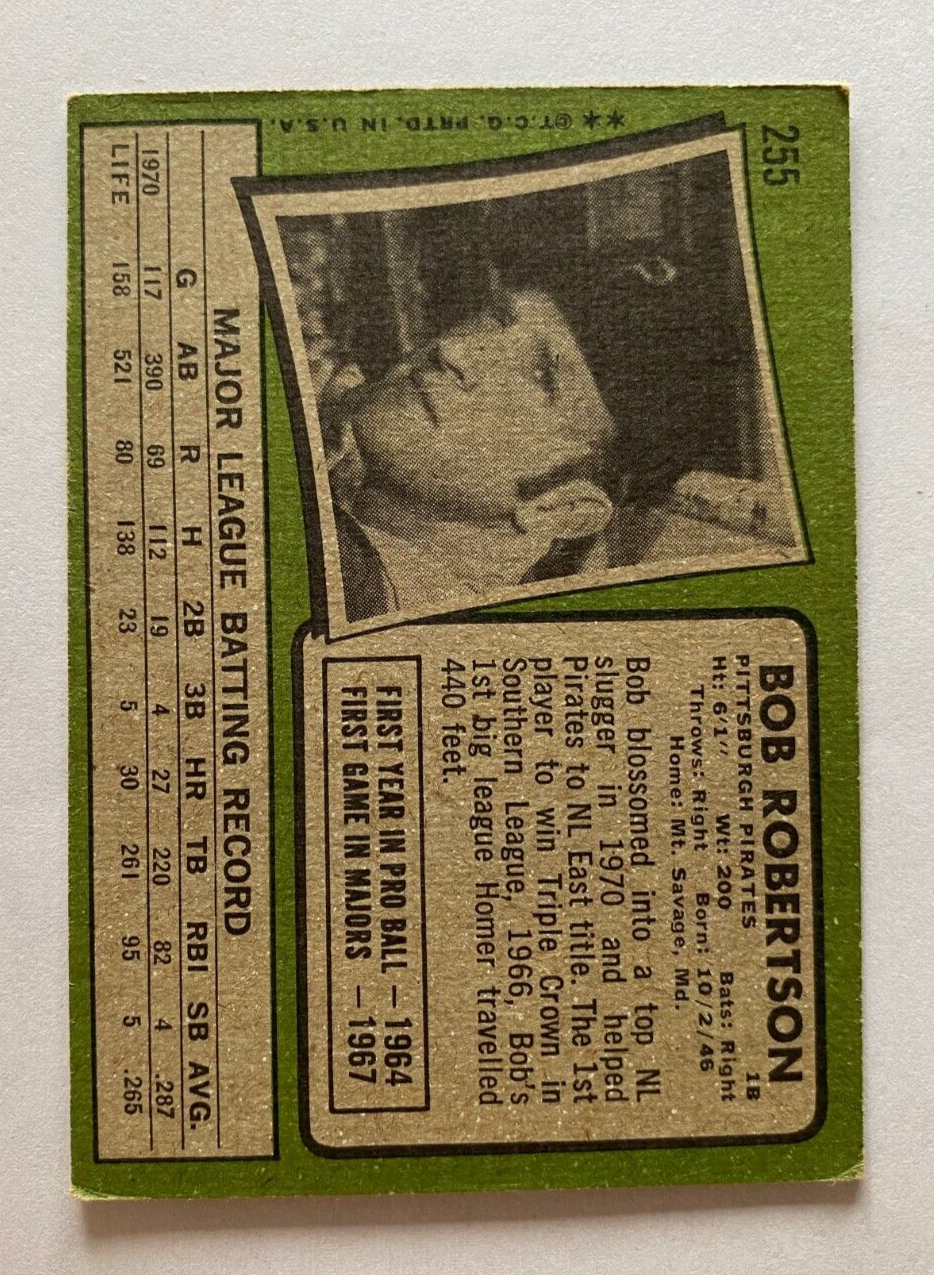 255
★★©T.C.G. PRTD. IN U.S.A.
BOB ROBERTSON
PITTSBURGH PIRATES 1B
Ht: 6'1" Wt: 200 Bats: Right
Throws: Right Born: 10/2/46
Home: Mt. Savage, Md.
Bob blossomed into a top NL
slugger in 1970 and helped
Pirates to NL East title. The 1st
player to win Triple Crown in
Southern League, 1966, Bob's
1st big league Homer travelled
440 feet.
FIRST YEAR IN PRO BALL — 1964
FIRST GAME IN MAJORS — 1967
MAJOR LEAGUE BATTING RECORD
G AB R H 2B 3B HR TB RBI SB AVG.
1970 117 390 69 112 19 4 27 220 82 4 .287
LIFE 158 521 80 138 23 5 30 261 95 5 .265